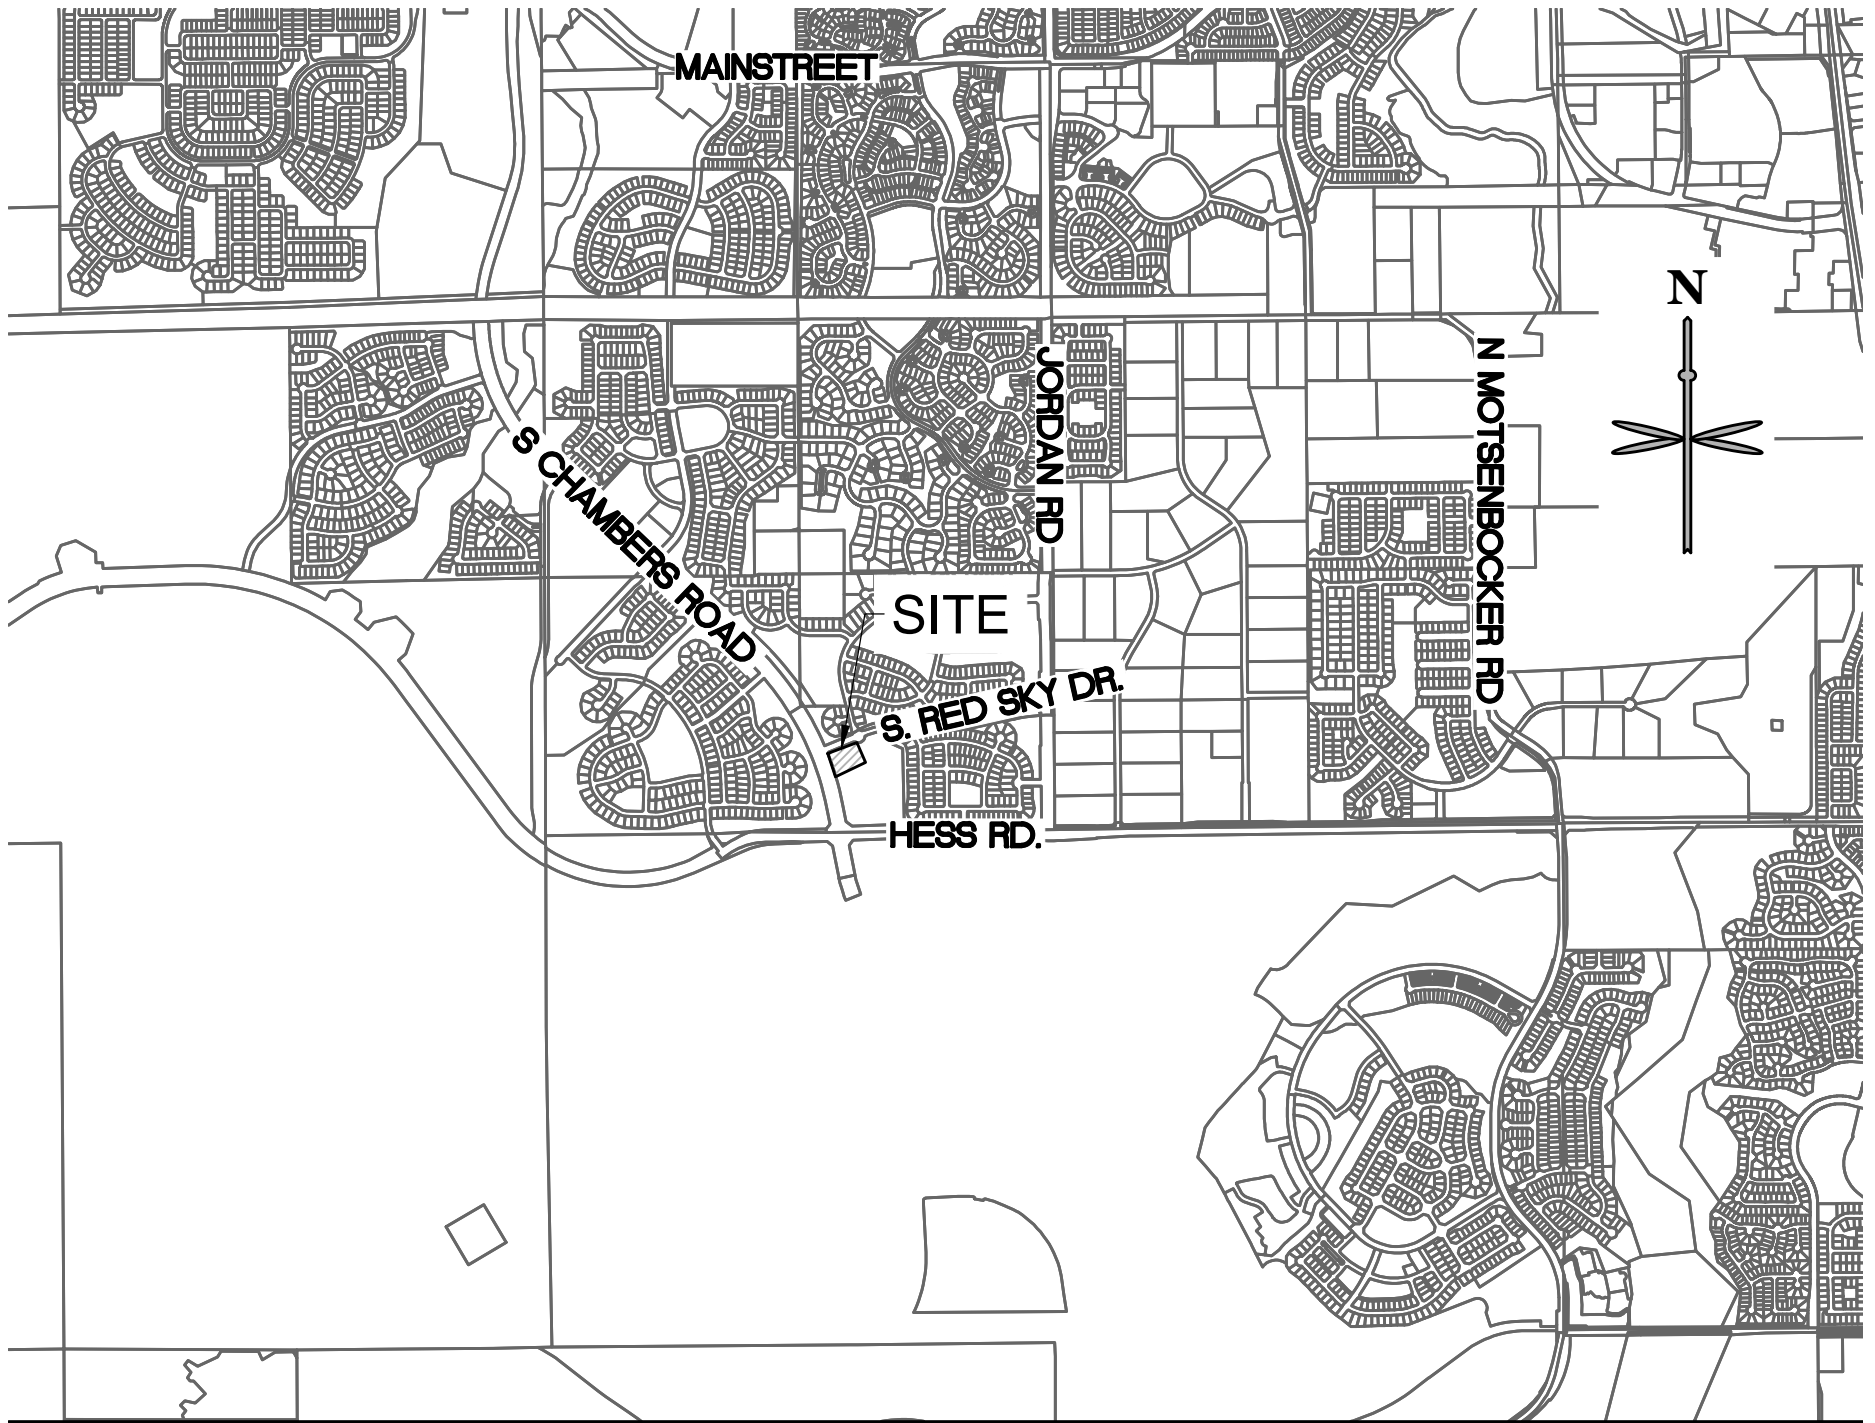 MAINSTREET
N
JORDAN RD
N MOTSENBOCKER RD
S CHAMBERS ROAD
SITE
S. RED SKY DR.
HESS RD.